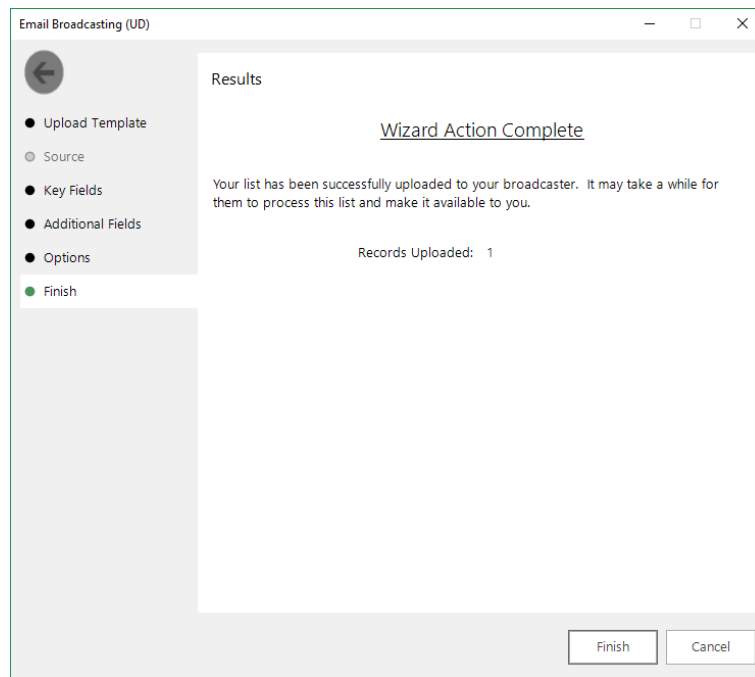 Email Broadcasting (UD)
Upload Template
Source
Key Fields
Additional Fields
Options
Finish
Results
Wizard Action Complete
Your list has been successfully uploaded to your broadcaster.  It may take a while for
them to process this list and make it available to you.
Records Uploaded:   1
Finish
Cancel